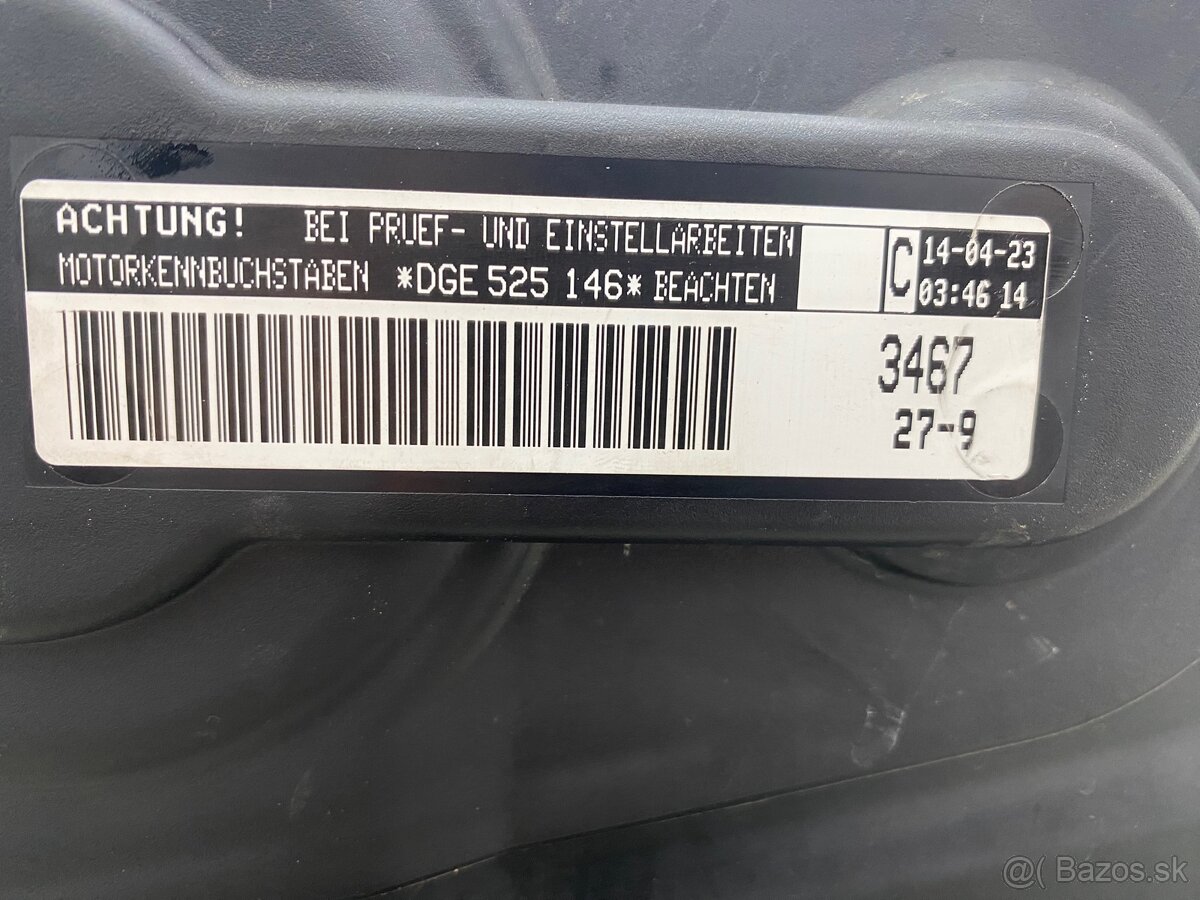 ACHTUNG! BEI PRUEF- UND EINSTELLARBEITEN
MOTORKENNBUCHSTABEN *DGE 525 146* BEACHTEN
C
14-04-23
03:46 14
3467
27-9
@( Bazos.sk